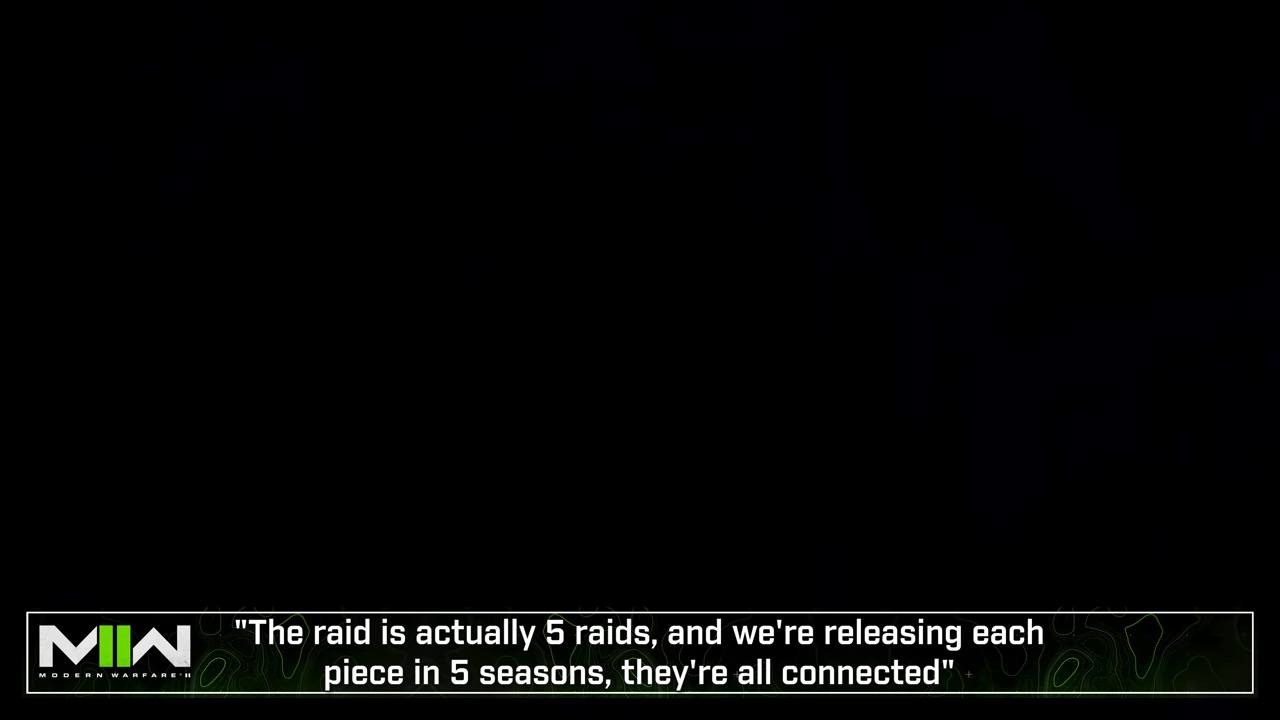 "The raid is actually 5 raids, and we're releasing each
piece in 5 seasons, they're all connected"
MIIW
MODERN WARFARE II